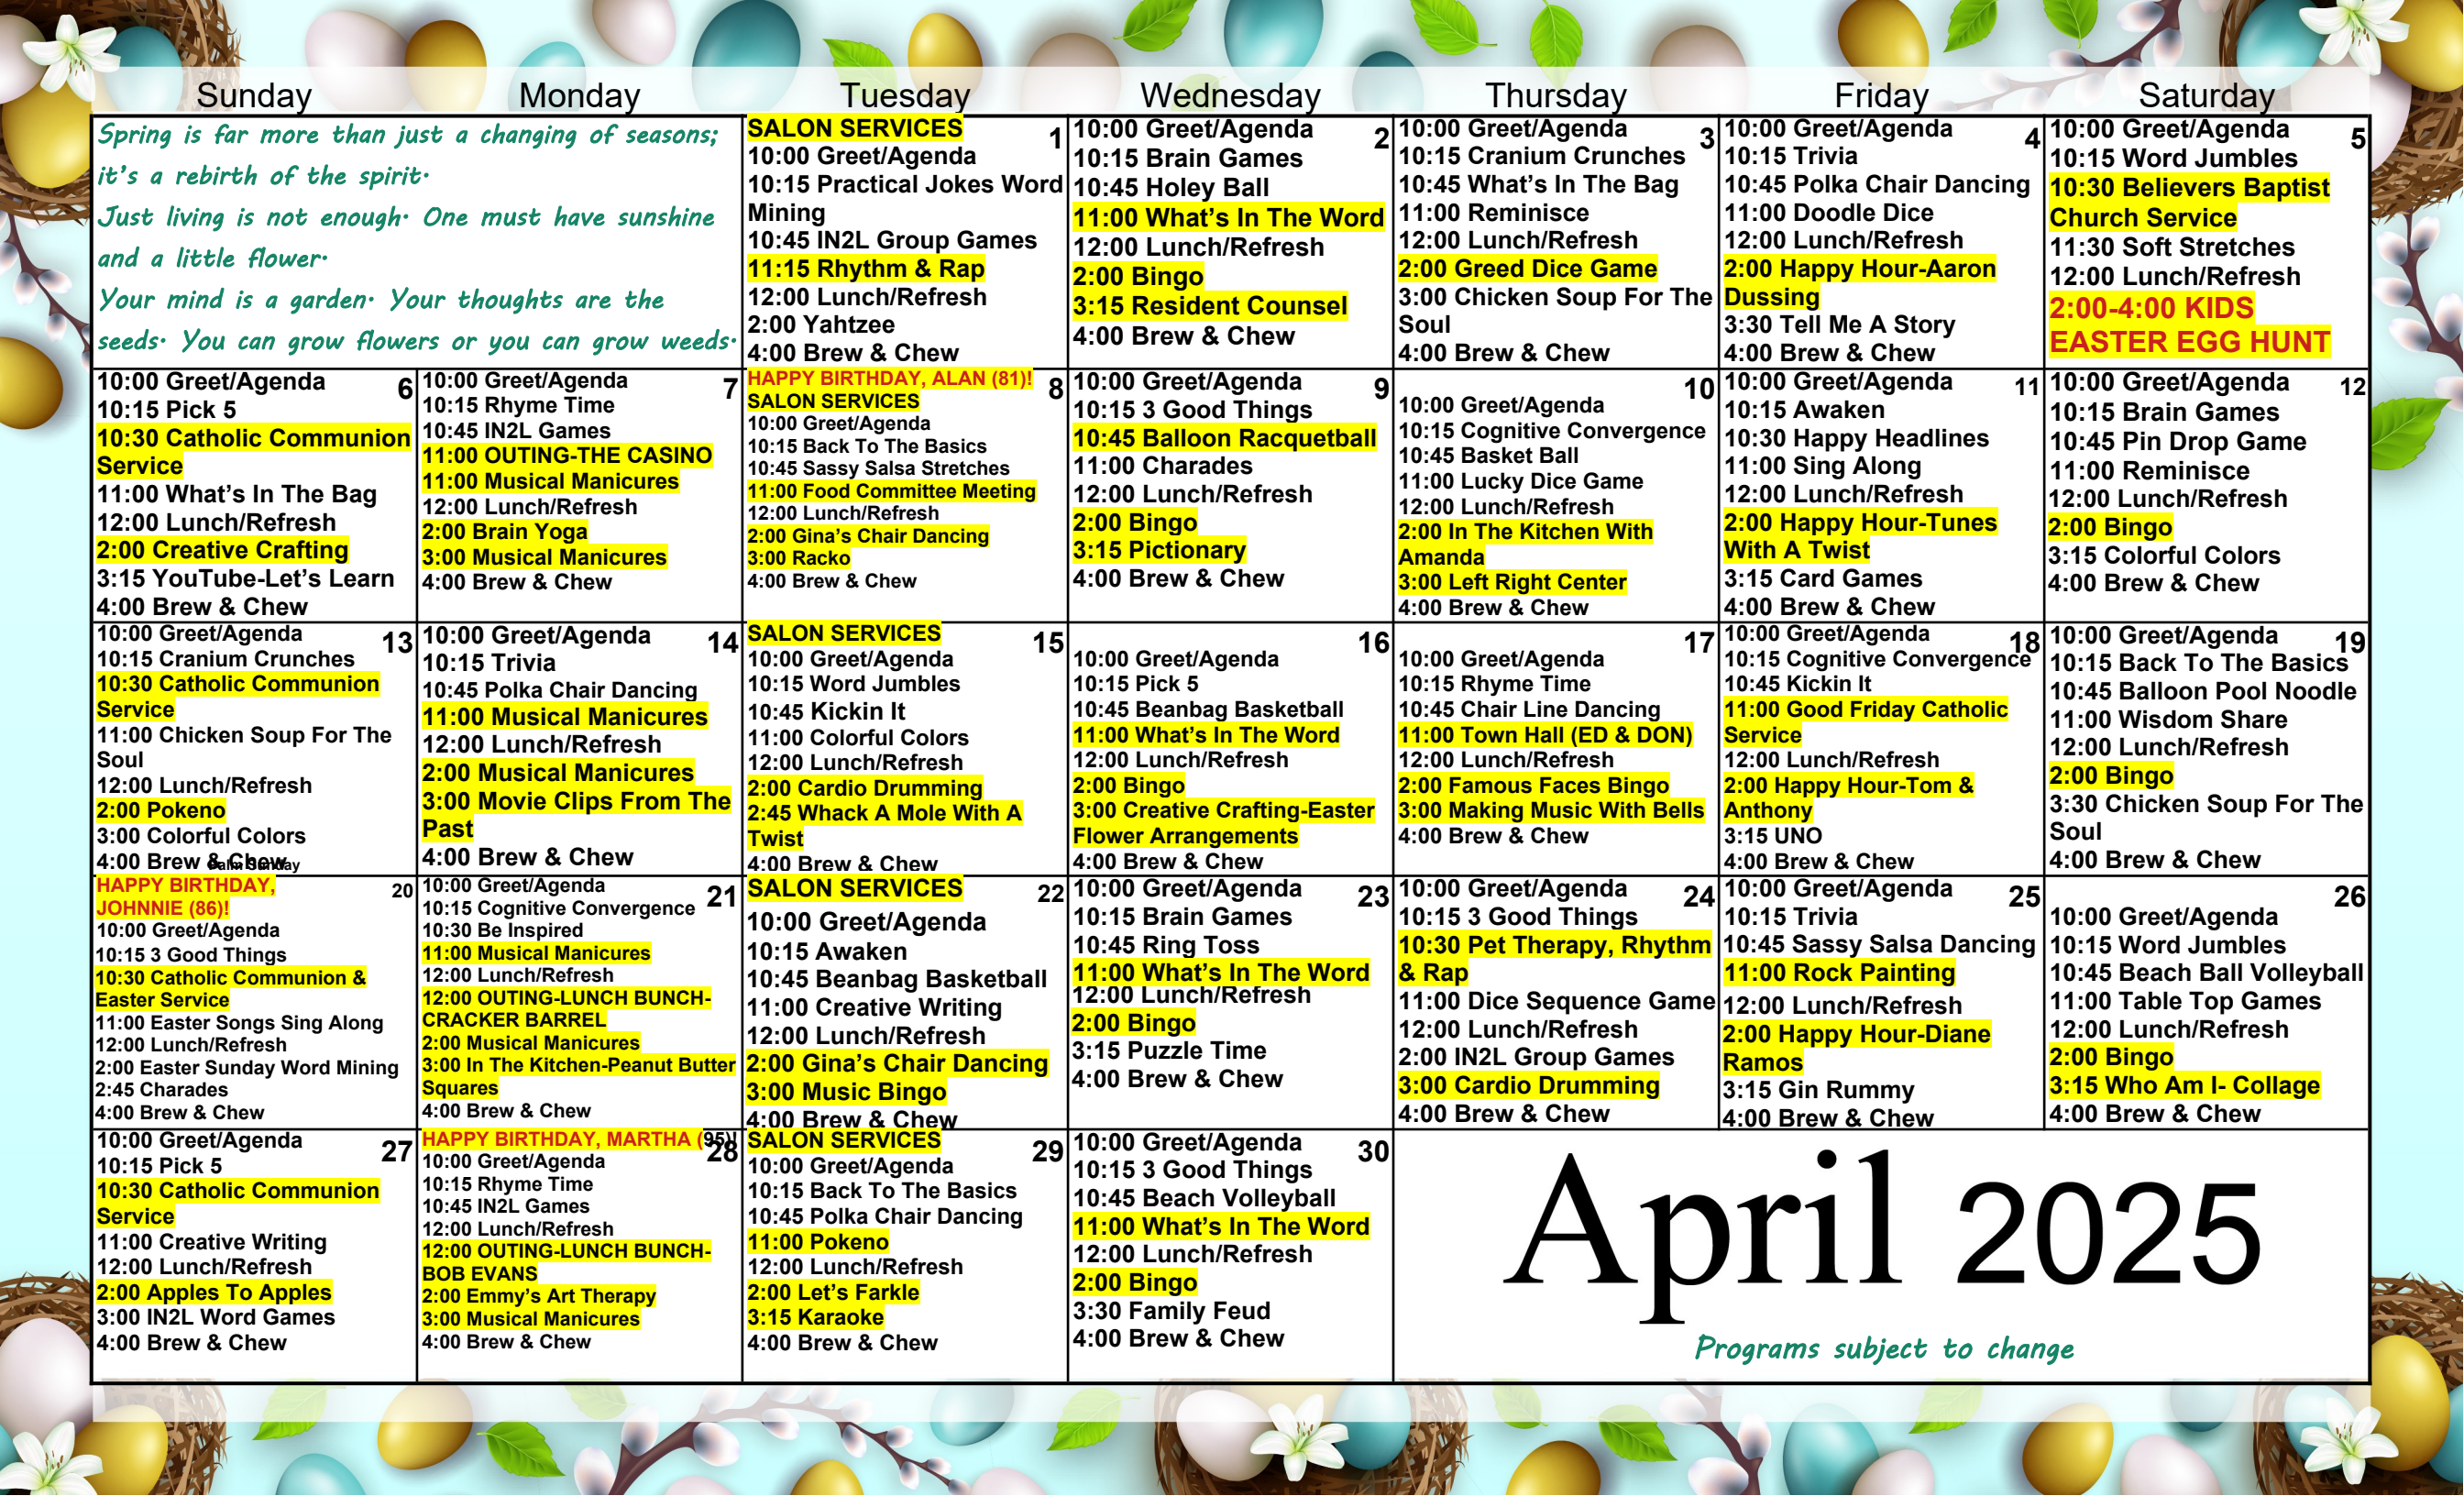 Sunday Monday Tuesday Wednesday Thursday Friday Saturday
Spring is far more than just a changing of seasons;
it's a rebirth of the spirit.
Just living is not enough. One must have sunshine
and a little flower.
Your mind is a garden. Your thoughts are the
seeds. You can grow flowers or you can grow weeds.
1
SALON SERVICES
10:00 Greet/Agenda
10:15 Practical Jokes Word
Mining
10:45 IN2L Group Games
11:15 Rhythm & Rap
12:00 Lunch/Refresh
2:00 Yahtzee
4:00 Brew & Chew
2
10:00 Greet/Agenda
10:15 Brain Games
10:45 Holey Ball
11:00 What's In The Word
12:00 Lunch/Refresh
2:00 Bingo
3:15 Resident Counsel
4:00 Brew & Chew
3
10:00 Greet/Agenda
10:15 Cranium Crunches
10:45 What's In The Bag
11:00 Reminisce
12:00 Lunch/Refresh
2:00 Greed Dice Game
3:00 Chicken Soup For The
Soul
4:00 Brew & Chew
4
10:00 Greet/Agenda
10:15 Trivia
10:45 Polka Chair Dancing
11:00 Doodle Dice
12:00 Lunch/Refresh
2:00 Happy Hour-Aaron
Dussing
3:30 Tell Me A Story
4:00 Brew & Chew
5
10:00 Greet/Agenda
10:15 Word Jumbles
10:30 Believers Baptist
Church Service
11:30 Soft Stretches
12:00 Lunch/Refresh
2:00-4:00 KIDS
EASTER EGG HUNT
6
10:00 Greet/Agenda
10:15 Pick 5
10:30 Catholic Communion
Service
11:00 What's In The Bag
12:00 Lunch/Refresh
2:00 Creative Crafting
3:15 YouTube-Let's Learn
4:00 Brew & Chew
7
10:00 Greet/Agenda
10:15 Rhyme Time
10:45 IN2L Games
11:00 OUTING-THE CASINO
11:00 Musical Manicures
12:00 Lunch/Refresh
2:00 Brain Yoga
3:00 Musical Manicures
4:00 Brew & Chew
8
HAPPY BIRTHDAY, ALAN (81)!
SALON SERVICES
10:00 Greet/Agenda
10:15 Back To The Basics
10:45 Sassy Salsa Stretches
11:00 Food Committee Meeting
12:00 Lunch/Refresh
2:00 Gina's Chair Dancing
3:00 Racko
4:00 Brew & Chew
9
10:00 Greet/Agenda
10:15 3 Good Things
10:45 Balloon Racquetball
11:00 Charades
12:00 Lunch/Refresh
2:00 Bingo
3:15 Pictionary
4:00 Brew & Chew
10
10:00 Greet/Agenda
10:15 Cognitive Convergence
10:45 Basket Ball
11:00 Lucky Dice Game
12:00 Lunch/Refresh
2:00 In The Kitchen With
Amanda
3:00 Left Right Center
4:00 Brew & Chew
11
10:00 Greet/Agenda
10:15 Awaken
10:30 Happy Headlines
11:00 Sing Along
12:00 Lunch/Refresh
2:00 Happy Hour-Tunes
With A Twist
3:15 Card Games
4:00 Brew & Chew
12
10:00 Greet/Agenda
10:15 Brain Games
10:45 Pin Drop Game
11:00 Reminisce
12:00 Lunch/Refresh
2:00 Bingo
3:15 Colorful Colors
4:00 Brew & Chew
13
10:00 Greet/Agenda
10:15 Cranium Crunches
10:30 Catholic Communion
Service
11:00 Chicken Soup For The
Soul
12:00 Lunch/Refresh
2:00 Pokeno
3:00 Colorful Colors
4:00 Brew & Chew
Palm Sunday
14
10:00 Greet/Agenda
10:15 Trivia
10:45 Polka Chair Dancing
11:00 Musical Manicures
12:00 Lunch/Refresh
2:00 Musical Manicures
3:00 Movie Clips From The
Past
4:00 Brew & Chew
15
SALON SERVICES
10:00 Greet/Agenda
10:15 Word Jumbles
10:45 Kickin It
11:00 Colorful Colors
12:00 Lunch/Refresh
2:00 Cardio Drumming
2:45 Whack A Mole With A
Twist
4:00 Brew & Chew
16
10:00 Greet/Agenda
10:15 Pick 5
10:45 Beanbag Basketball
11:00 What's In The Word
12:00 Lunch/Refresh
2:00 Bingo
3:00 Creative Crafting-Easter
Flower Arrangements
4:00 Brew & Chew
17
10:00 Greet/Agenda
10:15 Rhyme Time
10:45 Chair Line Dancing
11:00 Town Hall (ED & DON)
12:00 Lunch/Refresh
2:00 Famous Faces Bingo
3:00 Making Music With Bells
4:00 Brew & Chew
18
10:00 Greet/Agenda
10:15 Cognitive Convergence
10:45 Kickin It
11:00 Good Friday Catholic
Service
12:00 Lunch/Refresh
2:00 Happy Hour-Tom &
Anthony
3:15 UNO
4:00 Brew & Chew
19
10:00 Greet/Agenda
10:15 Back To The Basics
10:45 Balloon Pool Noodle
11:00 Wisdom Share
12:00 Lunch/Refresh
2:00 Bingo
3:30 Chicken Soup For The
Soul
4:00 Brew & Chew
20
HAPPY BIRTHDAY,
JOHNNIE (86)!
10:00 Greet/Agenda
10:15 3 Good Things
10:30 Catholic Communion &
Easter Service
11:00 Easter Songs Sing Along
12:00 Lunch/Refresh
2:00 Easter Sunday Word Mining
2:45 Charades
4:00 Brew & Chew
21
10:00 Greet/Agenda
10:15 Cognitive Convergence
10:30 Be Inspired
11:00 Musical Manicures
12:00 Lunch/Refresh
12:00 OUTING-LUNCH BUNCH-
CRACKER BARREL
2:00 Musical Manicures
3:00 In The Kitchen-Peanut Butter
Squares
4:00 Brew & Chew
22
SALON SERVICES
10:00 Greet/Agenda
10:15 Awaken
10:45 Beanbag Basketball
11:00 Creative Writing
12:00 Lunch/Refresh
2:00 Gina's Chair Dancing
3:00 Music Bingo
4:00 Brew & Chew
23
10:00 Greet/Agenda
10:15 Brain Games
10:45 Ring Toss
11:00 What's In The Word
12:00 Lunch/Refresh
2:00 Bingo
3:15 Puzzle Time
4:00 Brew & Chew
24
10:00 Greet/Agenda
10:15 3 Good Things
10:30 Pet Therapy, Rhythm
& Rap
11:00 Dice Sequence Game
12:00 Lunch/Refresh
2:00 IN2L Group Games
3:00 Cardio Drumming
4:00 Brew & Chew
25
10:00 Greet/Agenda
10:15 Trivia
10:45 Sassy Salsa Dancing
11:00 Rock Painting
12:00 Lunch/Refresh
2:00 Happy Hour-Diane
Ramos
3:15 Gin Rummy
4:00 Brew & Chew
26
10:00 Greet/Agenda
10:15 Word Jumbles
10:45 Beach Ball Volleyball
11:00 Table Top Games
12:00 Lunch/Refresh
2:00 Bingo
3:15 Who Am I- Collage
4:00 Brew & Chew
27
10:00 Greet/Agenda
10:15 Pick 5
10:30 Catholic Communion
Service
11:00 Creative Writing
12:00 Lunch/Refresh
2:00 Apples To Apples
3:00 IN2L Word Games
4:00 Brew & Chew
28
HAPPY BIRTHDAY, MARTHA (95)!
10:00 Greet/Agenda
10:15 Rhyme Time
10:45 IN2L Games
12:00 Lunch/Refresh
12:00 OUTING-LUNCH BUNCH-
BOB EVANS
2:00 Emmy's Art Therapy
3:00 Musical Manicures
4:00 Brew & Chew
29
SALON SERVICES
10:00 Greet/Agenda
10:15 Back To The Basics
10:45 Polka Chair Dancing
11:00 Pokeno
12:00 Lunch/Refresh
2:00 Let's Farkle
3:15 Karaoke
4:00 Brew & Chew
30
10:00 Greet/Agenda
10:15 3 Good Things
10:45 Beach Volleyball
11:00 What's In The Word
12:00 Lunch/Refresh
2:00 Bingo
3:30 Family Feud
4:00 Brew & Chew
April 2025
Programs subject to change